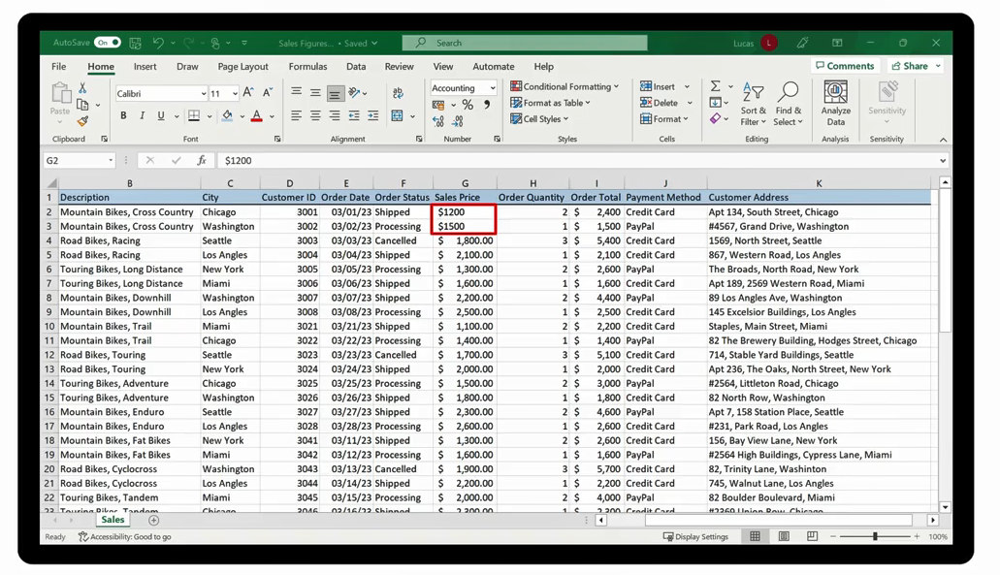 AutoSave On Sales Figures... • Saved Search Lucas L
File Home Insert Draw Page Layout Formulas Data Review View Automate Help Comments Share
Paste Calibri 11 A A ab Accounting Conditional Formatting Insert Σ A Z Sort & Filter Find & Select Analyze Data Sensitivity
B I U A % Format as Table Delete
Cell Styles Format
Clipboard Font Alignment Number Styles Cells Editing Analysis Sensitivity
G2 fx $1200
B C D E F G H I J K
1 Description City Customer ID Order Date Order Status Sales Price Order Quantity Order Total Payment Method Customer Address
2 Mountain Bikes, Cross Country Chicago 3001 03/01/23 Shipped $1200 2 $ 2,400 Credit Card Apt 134, South Street, Chicago
3 Mountain Bikes, Cross Country Washington 3002 03/02/23 Processing $1500 1 $ 1,500 PayPal #4567, Grand Drive, Washington
4 Road Bikes, Racing Seattle 3003 03/03/23 Cancelled $ 1,800.00 3 $ 5,400 Credit Card 1569, North Street, Seattle
5 Road Bikes, Racing Los Angles 3004 03/04/23 Shipped $ 2,100.00 1 $ 2,100 Credit Card 867, Western Road, Los Angles
6 Touring Bikes, Long Distance New York 3005 03/05/23 Processing $ 1,300.00 2 $ 2,600 PayPal The Broads, North Road, New York
7 Touring Bikes, Long Distance Miami 3006 03/06/23 Shipped $ 1,600.00 1 $ 1,600 Credit Card Apt 189, 2569 Western Road, Miami
8 Mountain Bikes, Downhill Washington 3007 03/07/23 Shipped $ 2,200.00 2 $ 4,400 PayPal 89 Los Angles Ave, Washington
9 Mountain Bikes, Downhill Los Angles 3008 03/08/23 Processing $ 2,500.00 1 $ 2,500 Credit Card 145 Excelsior Buildings, Los Angles
10 Mountain Bikes, Trail Miami 3021 03/21/23 Shipped $ 1,100.00 2 $ 2,200 Credit Card Staples, Main Street, Miami
11 Mountain Bikes, Trail Chicago 3022 03/22/23 Processing $ 1,400.00 1 $ 1,400 PayPal 82 The Brewery Building, Hodges Street, Chicago
12 Road Bikes, Touring Seattle 3023 03/23/23 Cancelled $ 1,700.00 3 $ 5,100 Credit Card 714, Stable Yard Buildings, Seattle
13 Road Bikes, Touring New York 3024 03/24/23 Shipped $ 2,000.00 1 $ 2,000 Credit Card Apt 236, The Oaks, North Street, New York
14 Touring Bikes, Adventure Chicago 3025 03/25/23 Processing $ 1,500.00 2 $ 3,000 PayPal #2564, Littleton Road, Chicago
15 Touring Bikes, Adventure Washington 3026 03/26/23 Shipped $ 1,800.00 1 $ 1,800 Credit Card 82 North Row, Washington
16 Mountain Bikes, Enduro Seattle 3027 03/27/23 Shipped $ 2,300.00 2 $ 4,600 PayPal Apt 7, 158 Station Place, Seattle
17 Mountain Bikes, Enduro Los Angles 3028 03/28/23 Processing $ 2,600.00 1 $ 2,600 Credit Card #231, Park Road, Los Angles
18 Mountain Bikes, Fat Bikes New York 3041 03/11/23 Shipped $ 1,300.00 2 $ 2,600 Credit Card 156, Bay View Lane, New York
19 Mountain Bikes, Fat Bikes Miami 3042 03/12/23 Processing $ 1,600.00 1 $ 1,600 PayPal #2564 High Buildings, Cypress Lane, Miami
20 Road Bikes, Cyclocross Washington 3043 03/13/23 Cancelled $ 1,900.00 3 $ 5,700 Credit Card 82, Trinity Lane, Washinton
21 Road Bikes, Cyclocross Los Angles 3044 03/14/23 Shipped $ 2,200.00 1 $ 2,200 Credit Card 745, Walnut Lane, Los Angles
22 Touring Bikes, Tandem Miami 3045 03/15/23 Processing $ 2,000.00 2 $ 4,000 PayPal 82 Boulder Boulevard, Miami
23 Touring Bikes, Tandem Chicago 3046 03/16/23 Shipped $ 2,300.00 1 $ 2,300 Credit Card #2369 Union Row, Chicago
Sales
Ready Accessibility: Good to go Display Settings 100%